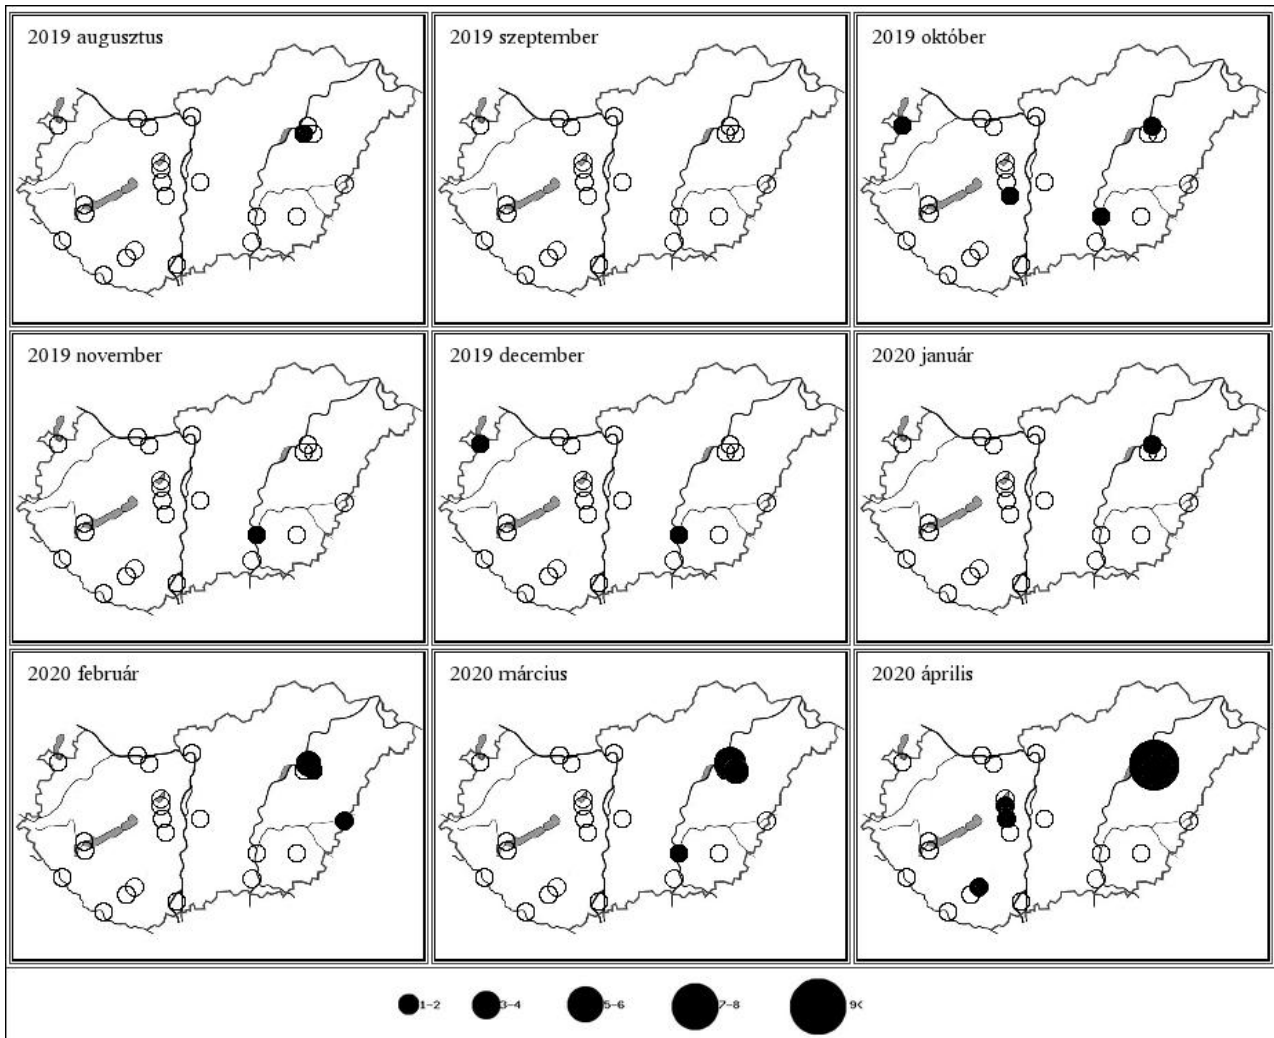 2019 augusztus
2019 szeptember
2019 október
2019 november
2019 december
2020 január
2020 február
2020 március
2020 április
1-2
3-4
5-6
7-8
9<